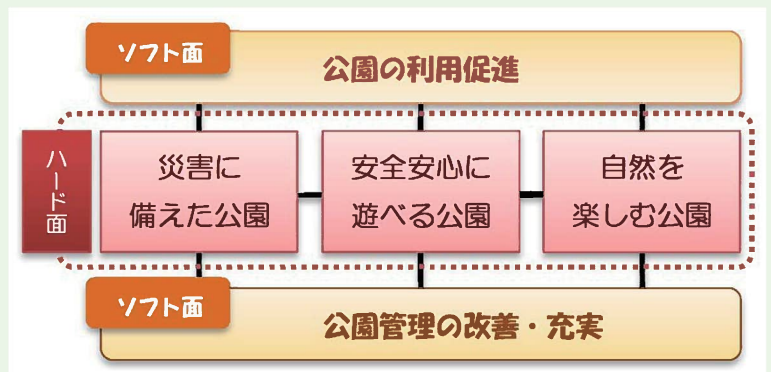 ソフト面
公園の利用促進
ハード面
災害に
備えた公園
安全安心に
遊べる公園
自然を
楽しむ公園
ソフト面
公園管理の改善・充実